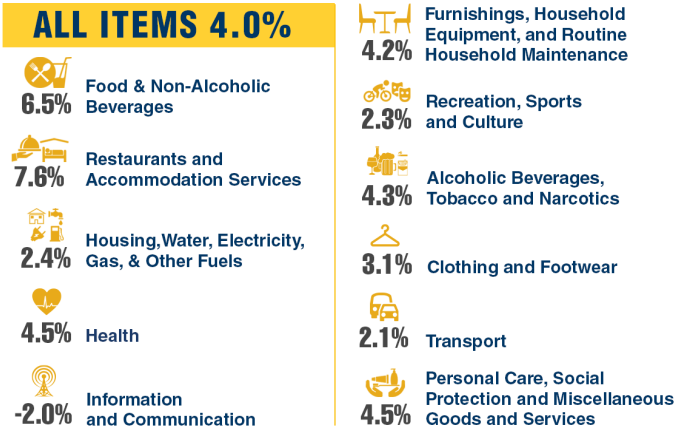 ALL ITEMS 4.0%
6.5%
Food & Non-Alcoholic
Beverages
7.6%
Restaurants and
Accommodation Services
2.4%
Housing,Water, Electricity,
Gas, & Other Fuels
4.5%
Health
-2.0%
Information
and Communication
4.2%
Furnishings, Household
Equipment, and Routine
Household Maintenance
2.3%
Recreation, Sports
and Culture
4.3%
Alcoholic Beverages,
Tobacco and Narcotics
3.1%
Clothing and Footwear
2.1%
Transport
4.5%
Personal Care, Social
Protection and Miscellaneous
Goods and Services